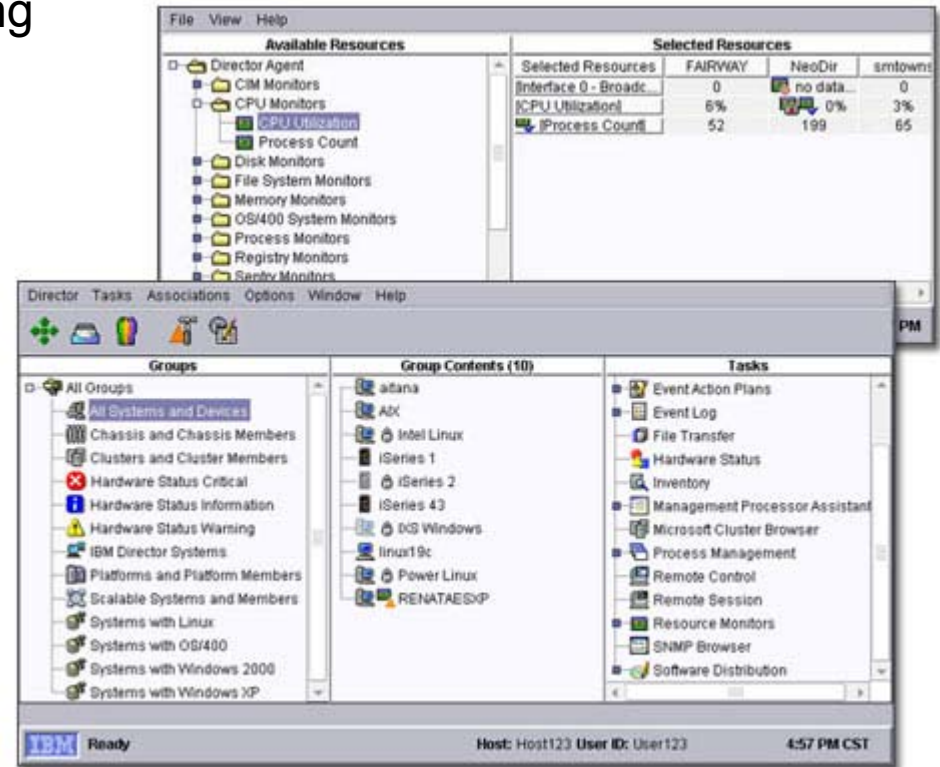 ng
File View Help
Available Resources
Selected Resources
Director Agent
CIM Monitors
CPU Monitors
CPU Utilization
Process Count
Disk Monitors
File System Monitors
Memory Monitors
OS/400 System Monitors
Process Monitors
Registry Monitors
Sentry Monitors
Selected Resources FAIRWAY NeoDir smtowns
[Interface 0 - Broadc... 0 no data... 0
[CPU Utilization] 6% 0% 3%
[Process Count] 52 199 65
PM
Director Tasks Associations Options Window Help
Groups
All Groups
All Systems and Devices
Chassis and Chassis Members
Clusters and Cluster Members
Hardware Status Critical
Hardware Status Information
Hardware Status Warning
IBM Director Systems
Platforms and Platform Members
Scalable Systems and Members
Systems with Linux
Systems with OS/400
Systems with Windows 2000
Systems with Windows XP
Group Contents (10)
aitana
AIX
Intel Linux
iSeries 1
iSeries 2
iSeries 43
IXS Windows
linux19c
Power Linux
RENATAESXP
Tasks
Event Action Plans
Event Log
File Transfer
Hardware Status
Inventory
Management Processor Assistant
Microsoft Cluster Browser
Process Management
Remote Control
Remote Session
Resource Monitors
SNMP Browser
Software Distribution
IBM Ready Host: Host123 User ID: User123 4:57 PM CST